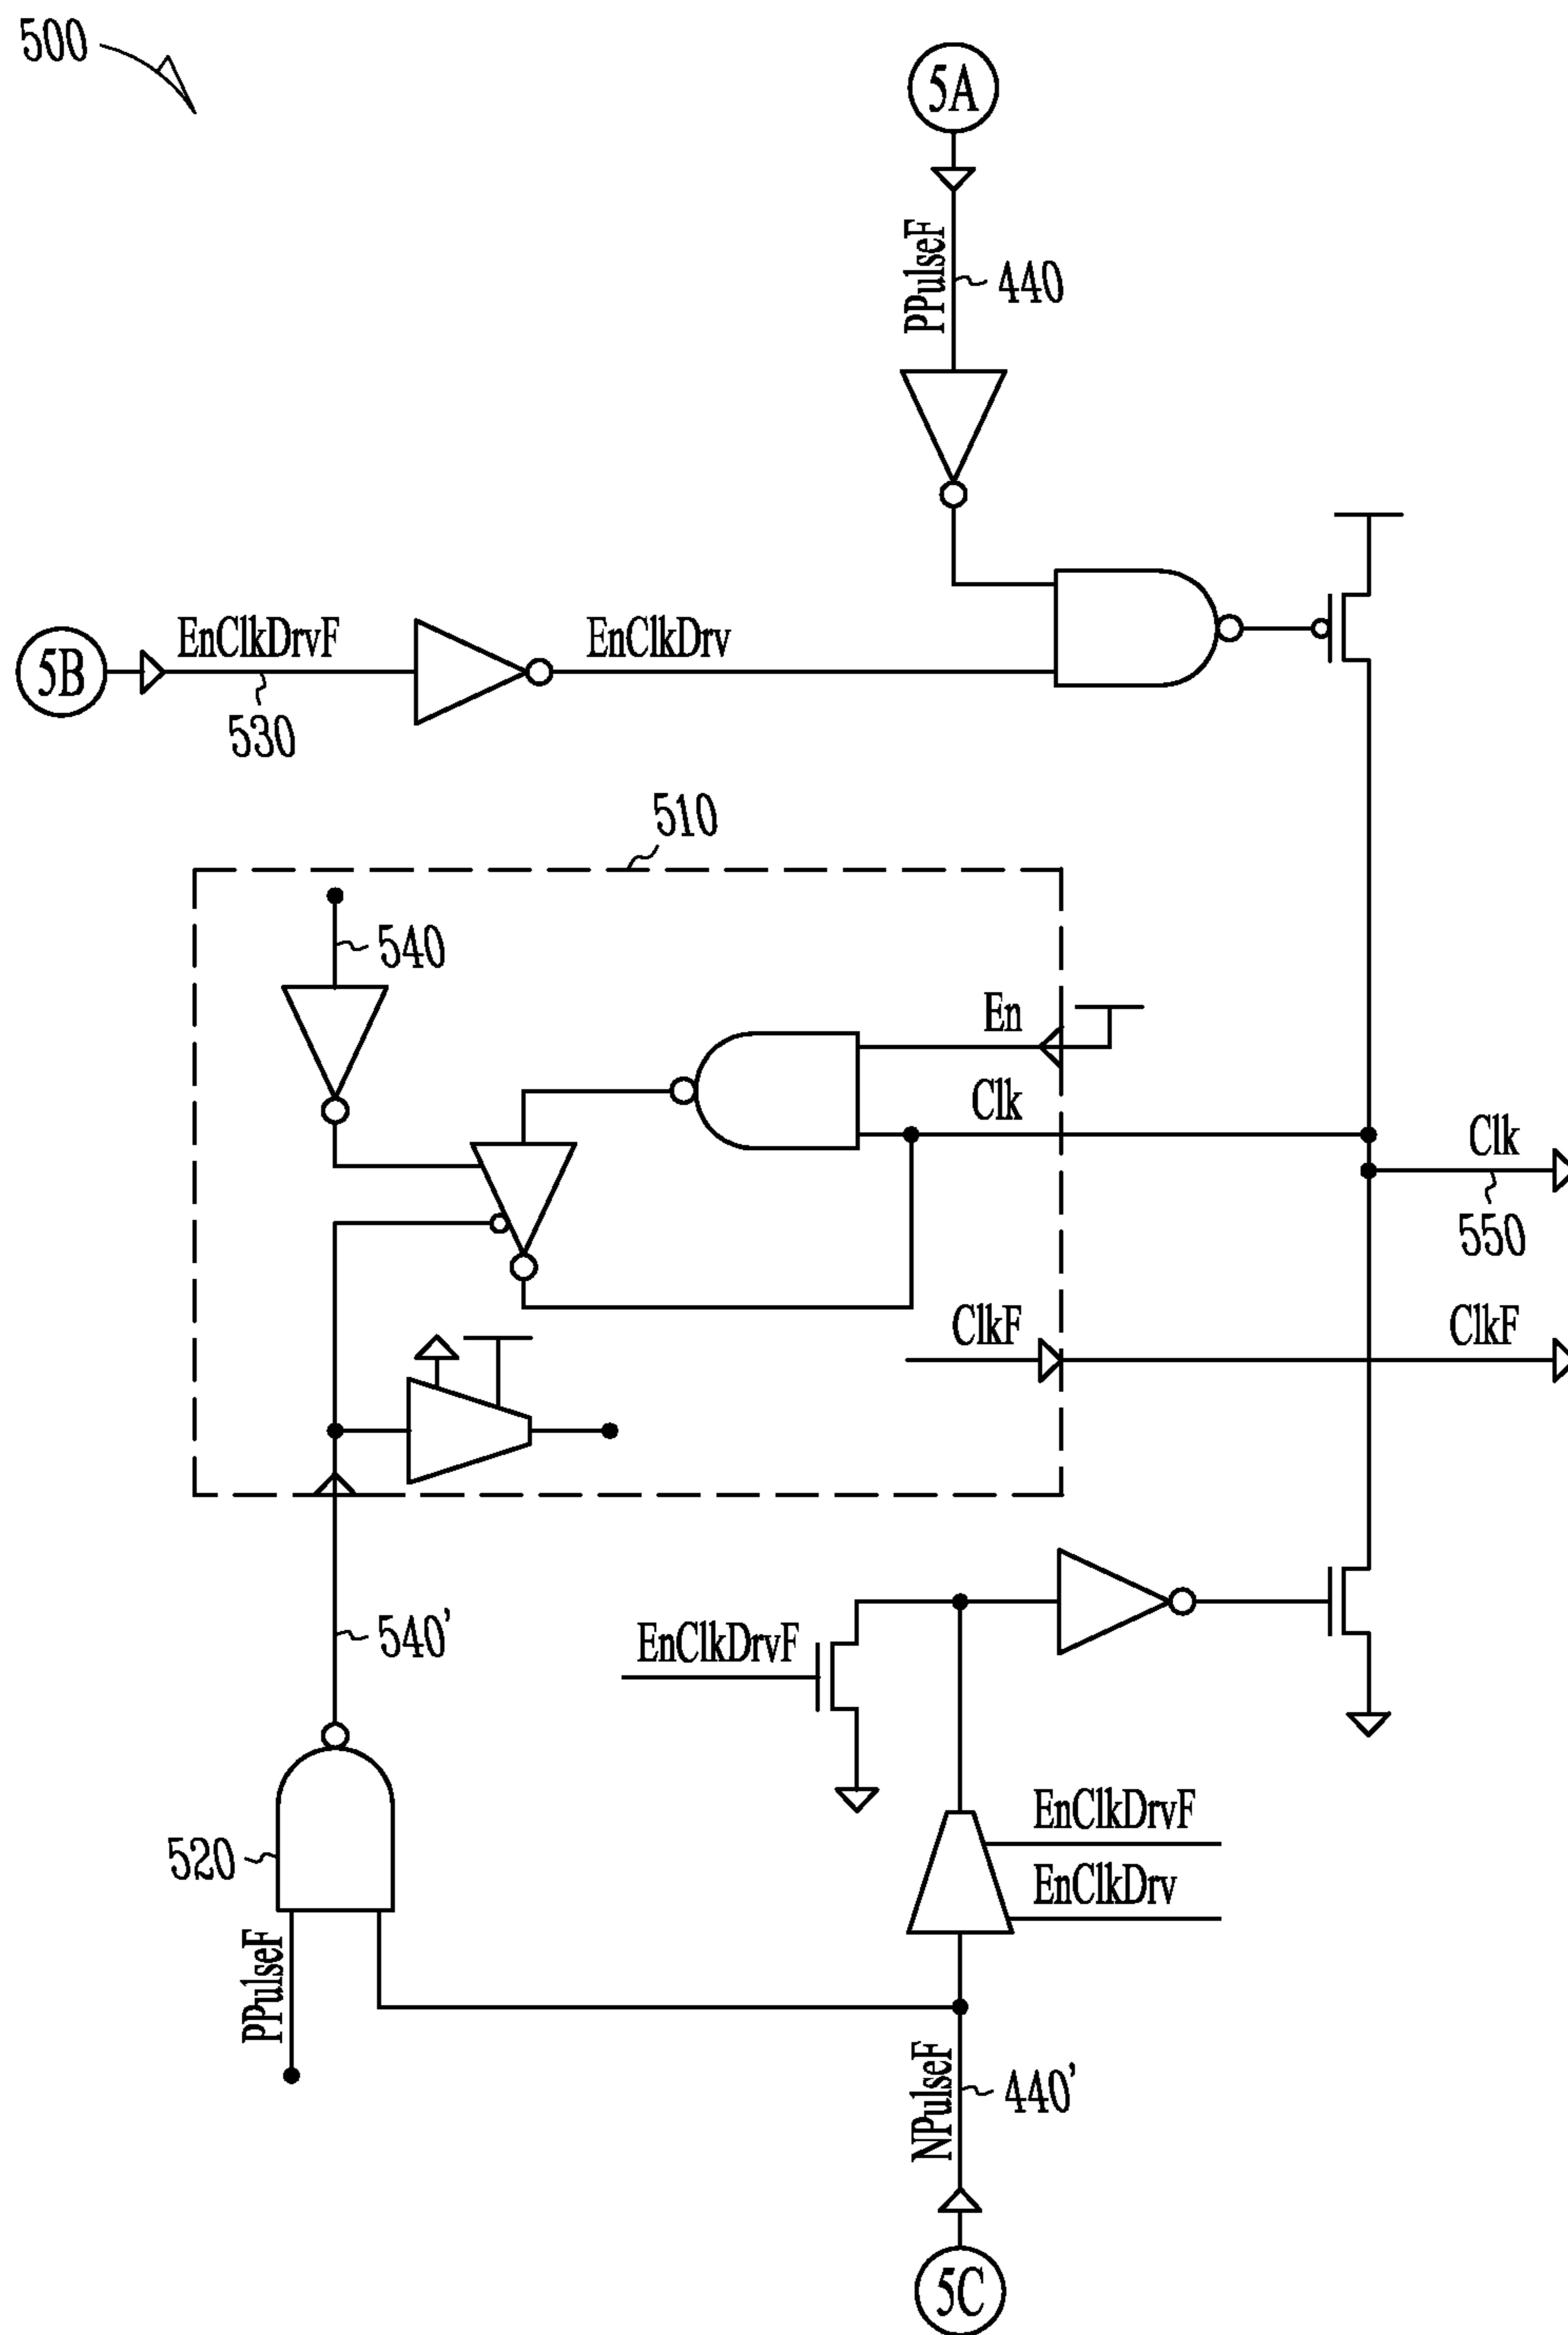 500
5A
PPulseF
440
EnClkDrvF
EnClkDrv
5B
530
510
540
En
Clk
Clk
550
ClkF
ClkF
540'
EnClkDrvF
EnClkDrvF
520
EnClkDrv
PPulseF
NPulseF
440'
5C